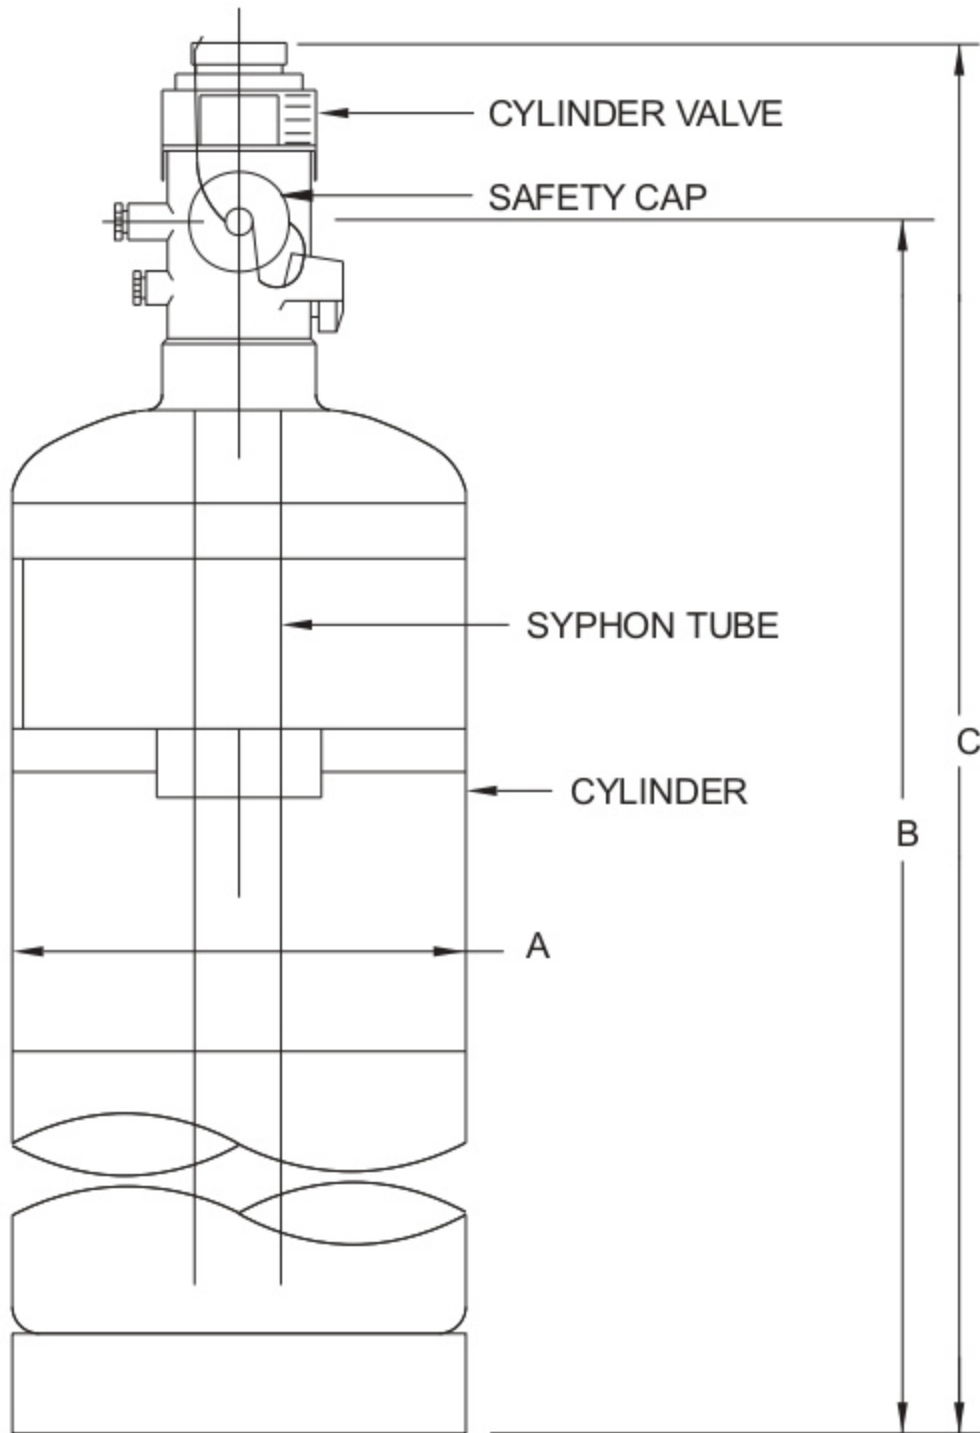 CYLINDER VALVE
SAFETY CAP
SYPHON TUBE
C
CYLINDER
B
A